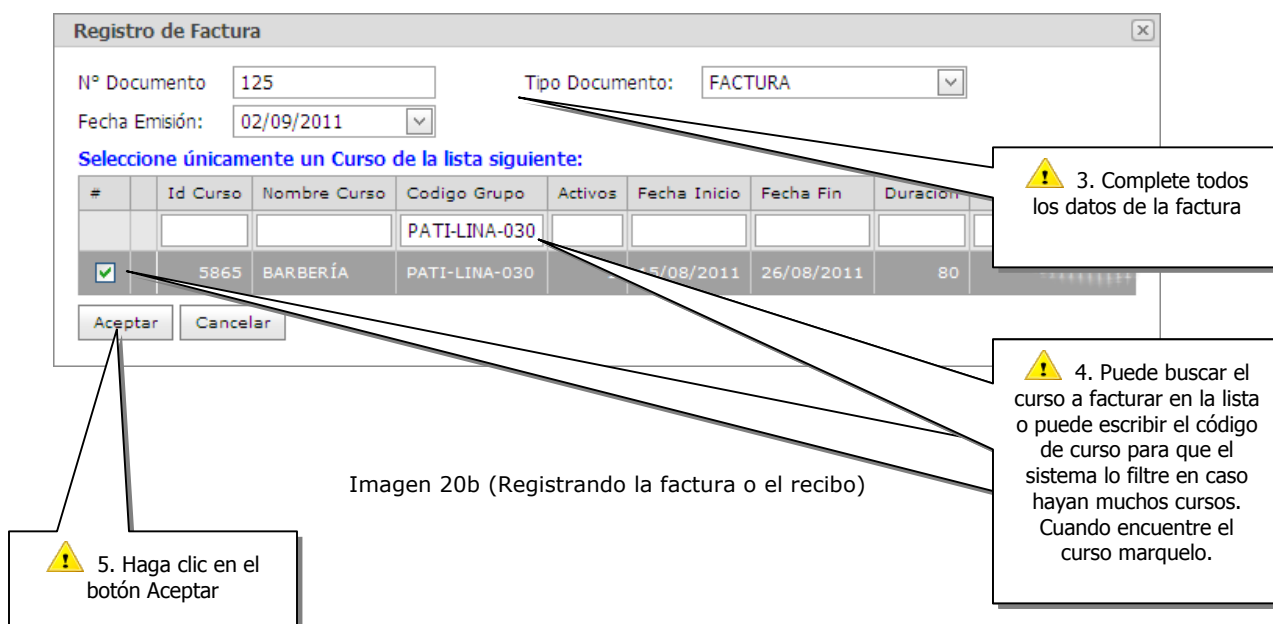 Registro de Factura
N° Documento 125 Tipo Documento: FACTURA
Fecha Emisión: 02/09/2011
Seleccione únicamente un Curso de la lista siguiente:
# Id Curso Nombre Curso Codigo Grupo Activos Fecha Inicio Fecha Fin Duracion
PATI-LINA-030
5865 BARBERÍA PATI-LINA-030 15/08/2011 26/08/2011 80
Aceptar Cancelar
3. Complete todos
los datos de la factura
4. Puede buscar el
curso a facturar en la lista
o puede escribir el código
de curso para que el
sistema lo filtre en caso
hayan muchos cursos.
Cuando encuentre el
curso marquelo.
Imagen 20b (Registrando la factura o el recibo)
5. Haga clic en el
botón Aceptar